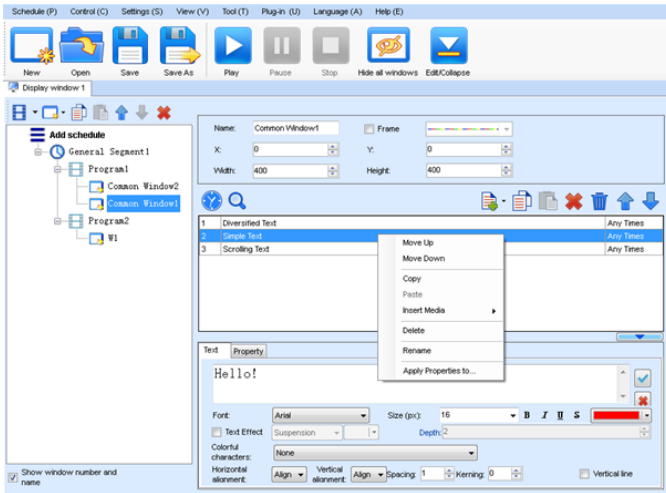 Schedule (P) Control (C) Settings (S) View (V) Tool (T) Plug-in (U) Language (A) Help (E)
New Open Save Save As Play Pause Stop Hide all windows Edit/Collapse
Display window 1
Add schedule
General Segment1
Program1
Common Window2
Common Window1
Program2
W1
Show window number and
name
Name: Common Window1 Frame
X: 0 Y: 0
Width: 400 Height: 400
1 Diversified Text Any Times
2 Simple Text Any Times
3 Scrolling Text Any Times
Move Up
Move Down
Copy
Paste
Insert Media
Delete
Rename
Apply Properties to...
Text Property
Hello!
Font: Arial Size (px): 16 B I U S
Text Effect Suspension Depth: 2
Colorful
characters: None
Horizontal
alignment: Align Vertical
alignment: Align Spacing: 1 Kerning: 0 Vertical line